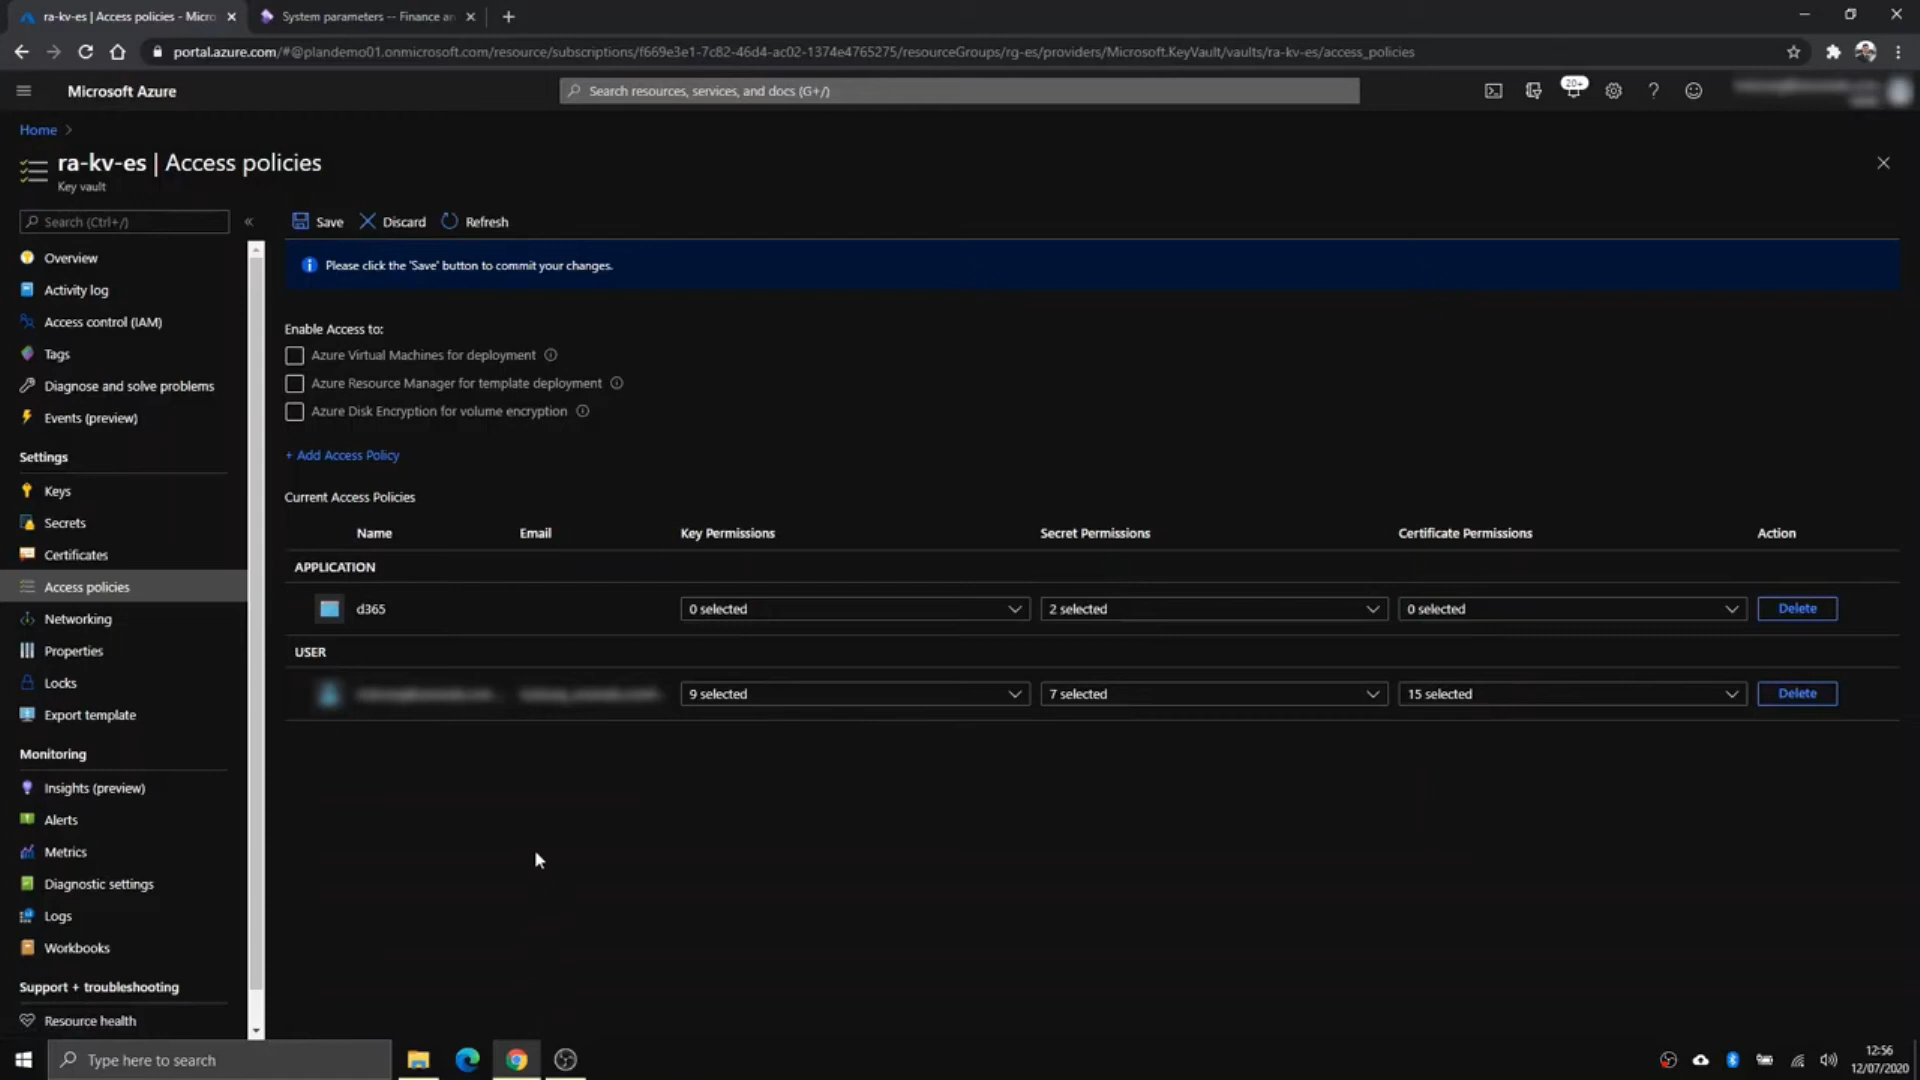 ra-kv-es | Access policies - Micro
System parameters -- Finance an
portal.azure.com/#@plandemo01.onmicrosoft.com/resource/subscriptions/f669e3e1-7c82-46d4-ac02-1374e4765275/resourceGroups/rg-es/providers/Microsoft.KeyVault/vaults/ra-kv-es/access_policies
Microsoft Azure
Search resources, services, and docs (G+/)
20+
Home
ra-kv-es | Access policies
Key vault
Search (Ctrl+/)
«
Save
Discard
Refresh
Please click the 'Save' button to commit your changes.
Overview
Activity log
Access control (IAM)
Tags
Diagnose and solve problems
Events (preview)
Settings
Keys
Secrets
Certificates
Access policies
Networking
Properties
Locks
Export template
Monitoring
Insights (preview)
Alerts
Metrics
Diagnostic settings
Logs
Workbooks
Support + troubleshooting
Resource health
Enable Access to:
Azure Virtual Machines for deployment
Azure Resource Manager for template deployment
Azure Disk Encryption for volume encryption
+ Add Access Policy
Current Access Policies
Name Email Key Permissions Secret Permissions Certificate Permissions Action
APPLICATION
d365 0 selected 2 selected 0 selected Delete
USER
9 selected 7 selected 15 selected Delete
Type here to search
12:56
12/07/2020